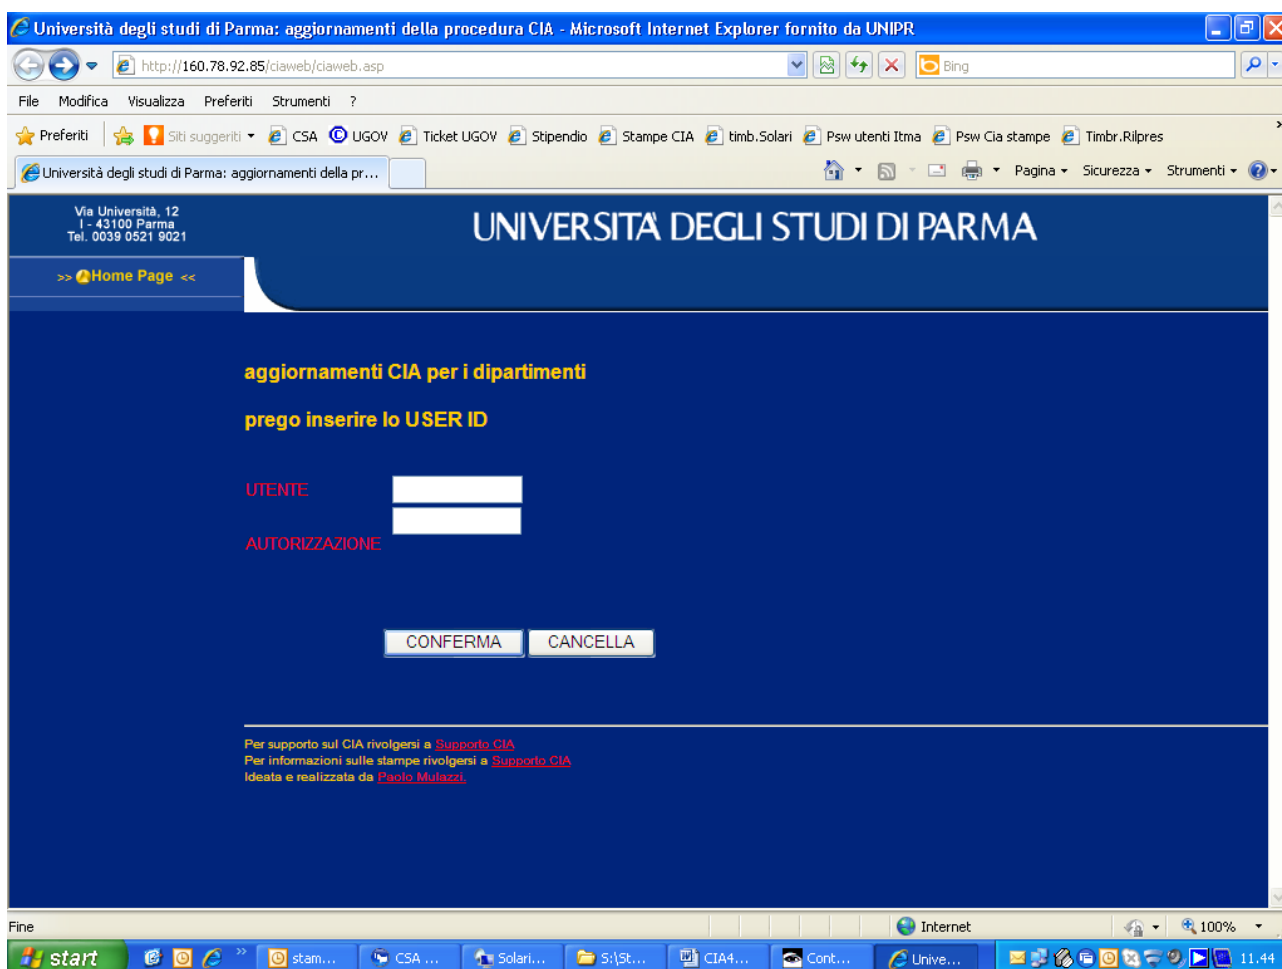 Università degli studi di Parma: aggiornamenti della procedura CIA - Microsoft Internet Explorer fornito da UNIPR
http://160.78.92.85/ciaweb/ciaweb.asp
Bing
File Modifica Visualizza Preferiti Strumenti ?
Preferiti Siti suggeriti CSA UGOV Ticket UGOV Stipendio Stampe CIA timb.Solari Psw utenti Itma Psw Cia stampe Timbr.Rilpres
Università degli studi di Parma: aggiornamenti della pr...
Pagina Sicurezza Strumenti
Via Università, 12
I - 43100 Parma
Tel. 0039 0521 9021
UNIVERSITA' DEGLI STUDI DI PARMA
>> Home Page <<
aggiornamenti CIA per i dipartimenti
prego inserire lo USER ID
UTENTE
AUTORIZZAZIONE
CONFERMA CANCELLA
Per supporto sul CIA rivolgersi a Supporto CIA
Per informazioni sulle stampe rivolgersi a Supporto CIA
Ideata e realizzata da Paolo Mulazzi.
Fine Internet 100%
start stam... CSA ... Solari... S:\St... CIA4... Cont... Unive... 11.44